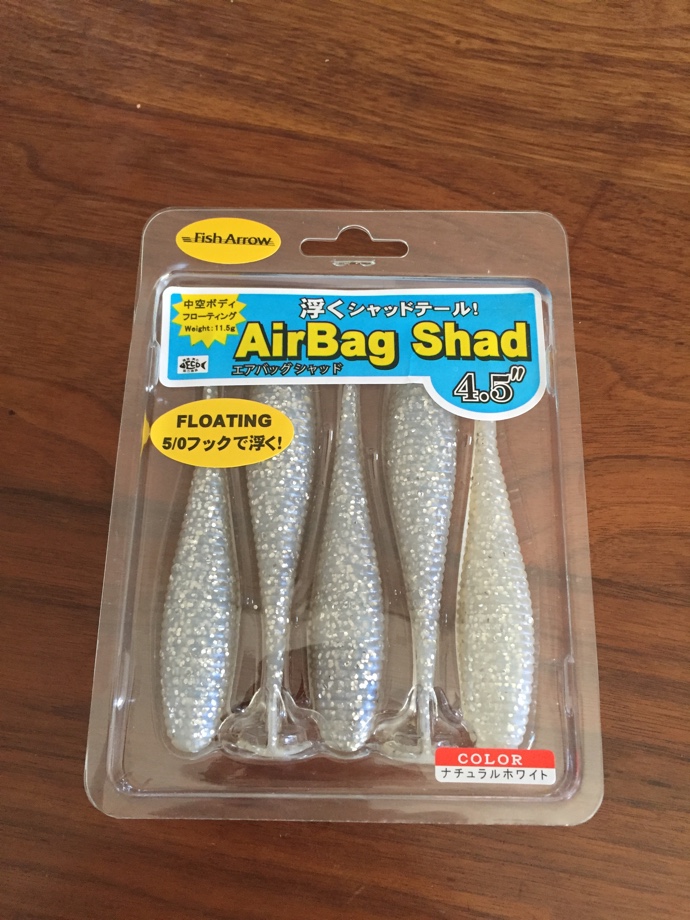 Fish Arrow
中空ボディ
フローティング
Weight:11.5g
浮くシャッドテール!
AirBag Shad
エアバッグシャッド
4.5"
ECO
FLOATING
5/0フックで浮く!
COLOR
ナチュラルホワイト